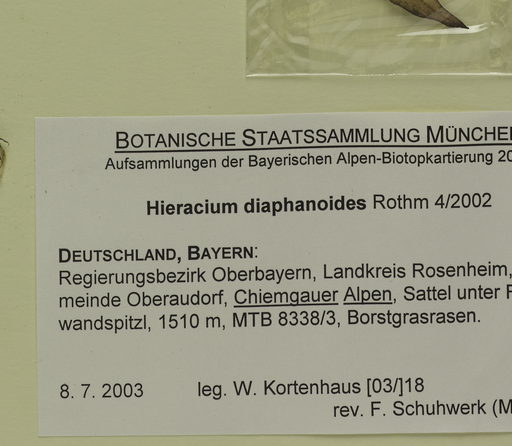 BOTANISCHE STAATSSAMMLUNG MÜNCHE
Aufsammlungen der Bayerischen Alpen-Biotopkartierung 20
Hieracium diaphanoides Rothm 4/2002
DEUTSCHLAND, BAYERN:
Regierungsbezirk Oberbayern, Landkreis Rosenheim,
meinde Oberaudorf, Chiemgauer Alpen, Sattel unter
wandspitzl, 1510 m, MTB 8338/3, Borstgrasrasen.
8. 7. 2003 leg. W. Kortenhaus [03/]18
rev. F. Schuhwerk (M